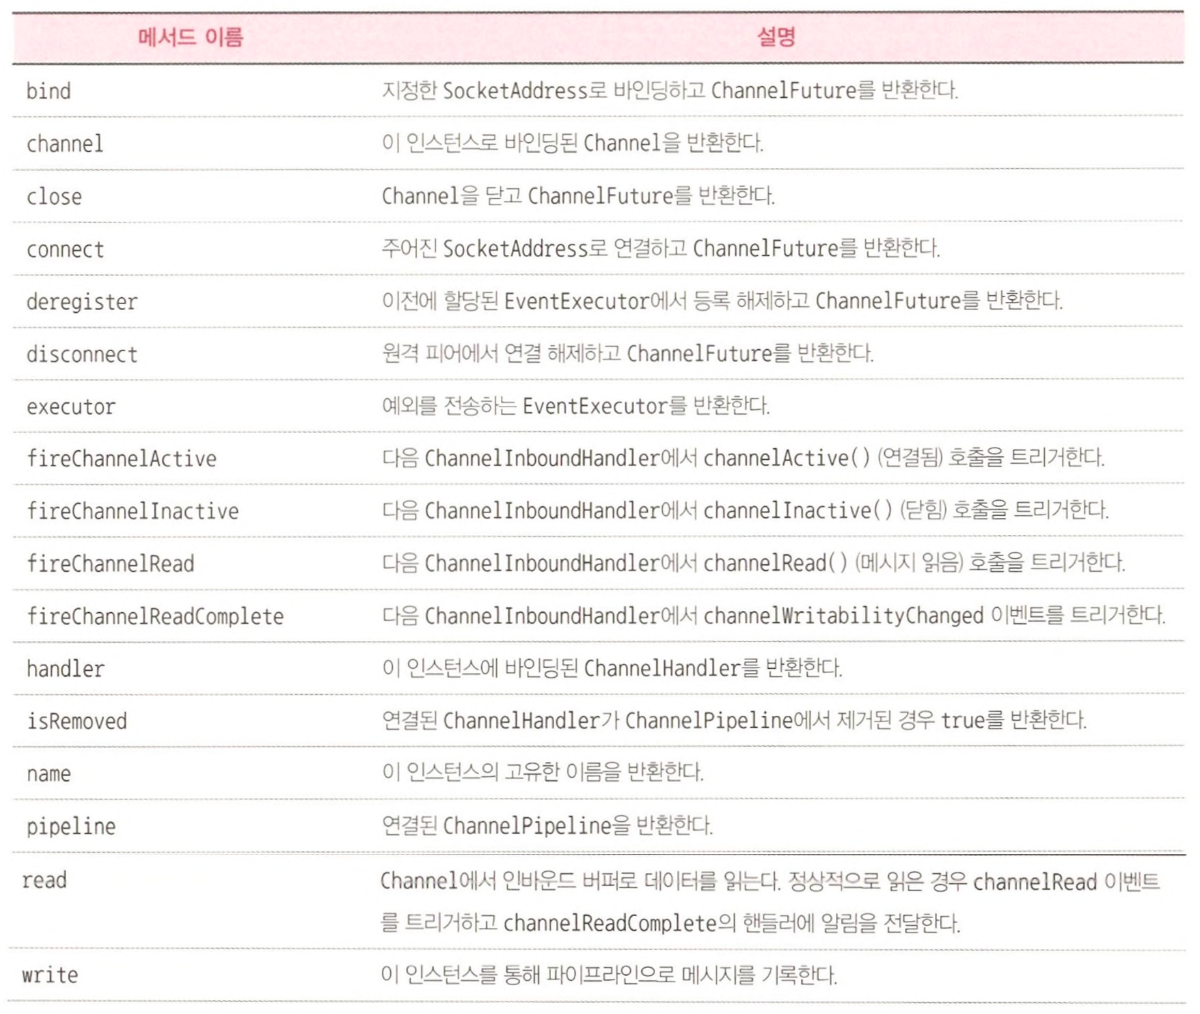 메서드 이름 설명
bind 지정한 SocketAddress로 바인딩하고 ChannelFuture를 반환한다.
channel 이 인스턴스로 바인딩된 Channel을 반환한다.
close Channel을 닫고 ChannelFuture를 반환한다.
connect 주어진 SocketAddress로 연결하고 ChannelFuture를 반환한다.
deregister 이전에 할당된 EventExecutor에서 등록 해제하고 ChannelFuture를 반환한다.
disconnect 원격 피어에서 연결 해제하고 ChannelFuture를 반환한다.
executor 예외를 전송하는 EventExecutor를 반환한다.
fireChannelActive 다음 ChannelInboundHandler에서 channelActive() (연결됨) 호출을 트리거한다.
fireChannelInactive 다음 ChannelInboundHandler에서 channelInactive() (닫힘) 호출을 트리거한다.
fireChannelRead 다음 ChannelInboundHandler에서 channelRead() (메시지 읽음) 호출을 트리거한다.
fireChannelReadComplete 다음 ChannelInboundHandler에서 channelWritabilityChanged 이벤트를 트리거한다.
handler 이 인스턴스에 바인딩된 ChannelHandler를 반환한다.
isRemoved 연결된 ChannelHandler가 ChannelPipeline에서 제거된 경우 true를 반환한다.
name 이 인스턴스의 고유한 이름을 반환한다.
pipeline 연결된 ChannelPipeline을 반환한다.
read Channel에서 인바운드 버퍼로 데이터를 읽는다. 정상적으로 읽은 경우 channelRead 이벤트
를 트리거하고 channelReadComplete의 핸들러에 알림을 전달한다.
write 이 인스턴스를 통해 파이프라인으로 메시지를 기록한다.